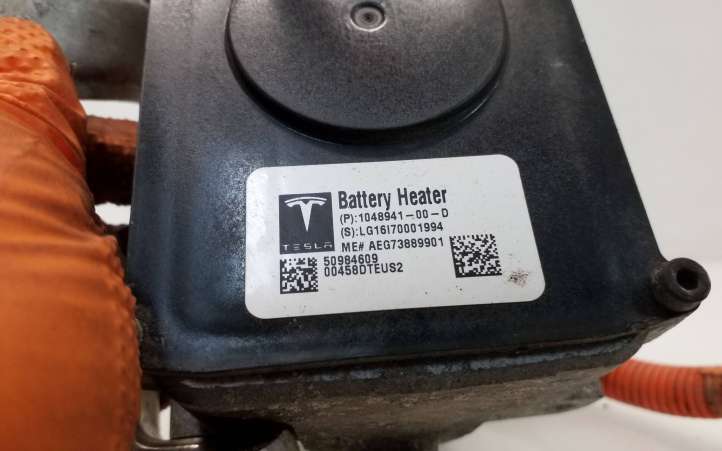 Battery Heater
(P):1048941-00-D
(S):LG16I70001994
TESLA
ME# AEG73889901
50984609
00458DTEUS2